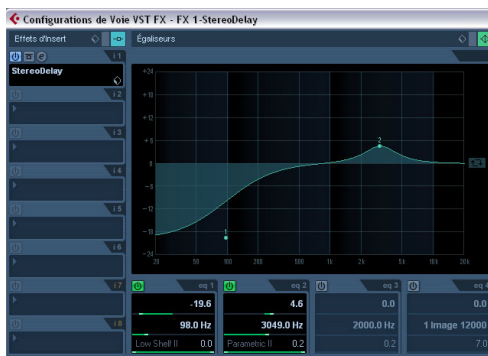 Configurations de Voie VST FX - FX 1-StereoDelay
Effets d'Insert
Égaliseurs
i 1
StereoDelay
i 2
i 3
i 4
i 5
i 6
i 7
i 8
+24
+18
+12
+6
0
-6
-12
-18
-24
20
50
100
200
500
1k
2k
5k
10k
20k
1
2
eq 1
-19.6
98.0 Hz
Low Shelf II 0.0
eq 2
4.6
3049.0 Hz
Parametric II 0.2
eq 3
0.0
2000.0 Hz
0.2
eq 4
0.0
1 Image 12000
7.0